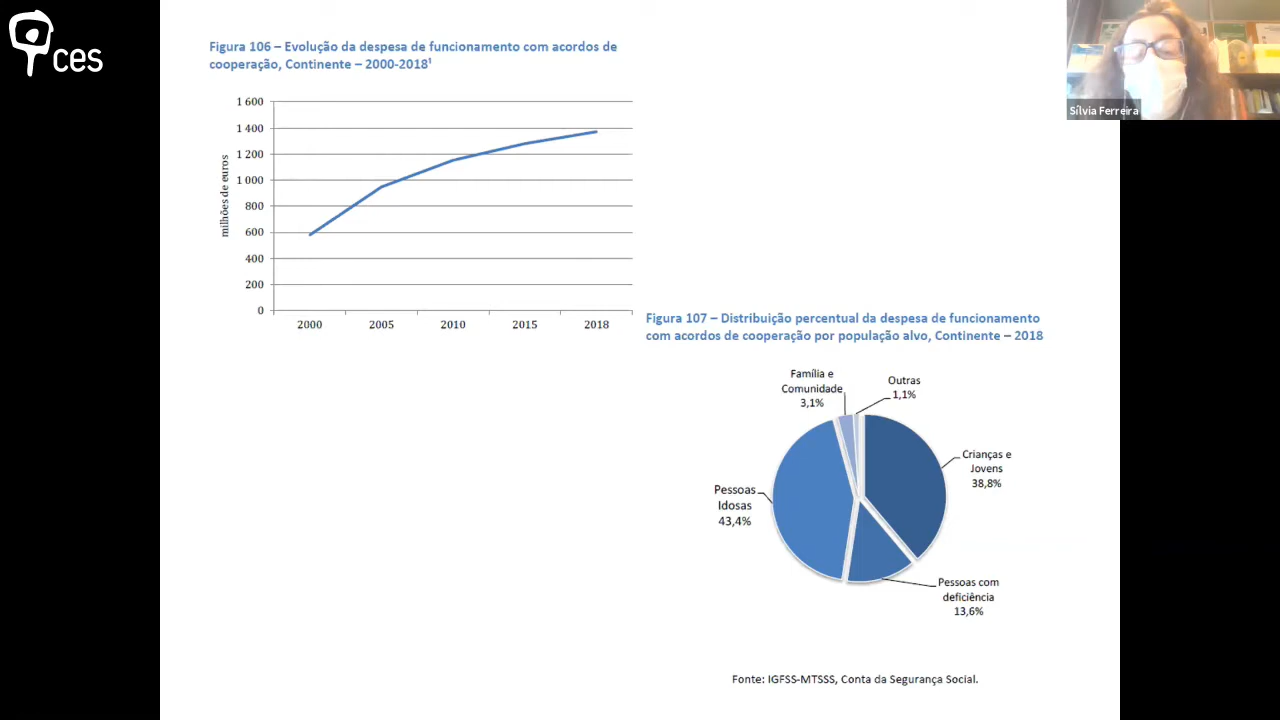 ces
Figura 106 – Evolução da despesa de funcionamento com acordos de
cooperação, Continente – 2000-2018¹
milhões de euros
1 600
1 400
1 200
1 000
800
600
400
200
0
2000 2005 2010 2015 2018
Sílvia Ferreira
Figura 107 – Distribuição percentual da despesa de funcionamento
com acordos de cooperação por população alvo, Continente – 2018
Família e
Comunidade
3,1%
Outras
1,1%
Crianças e
Jovens
38,8%
Pessoas
Idosas
43,4%
Pessoas com
deficiência
13,6%
Fonte: IGFSS-MTSSS, Conta da Segurança Social.